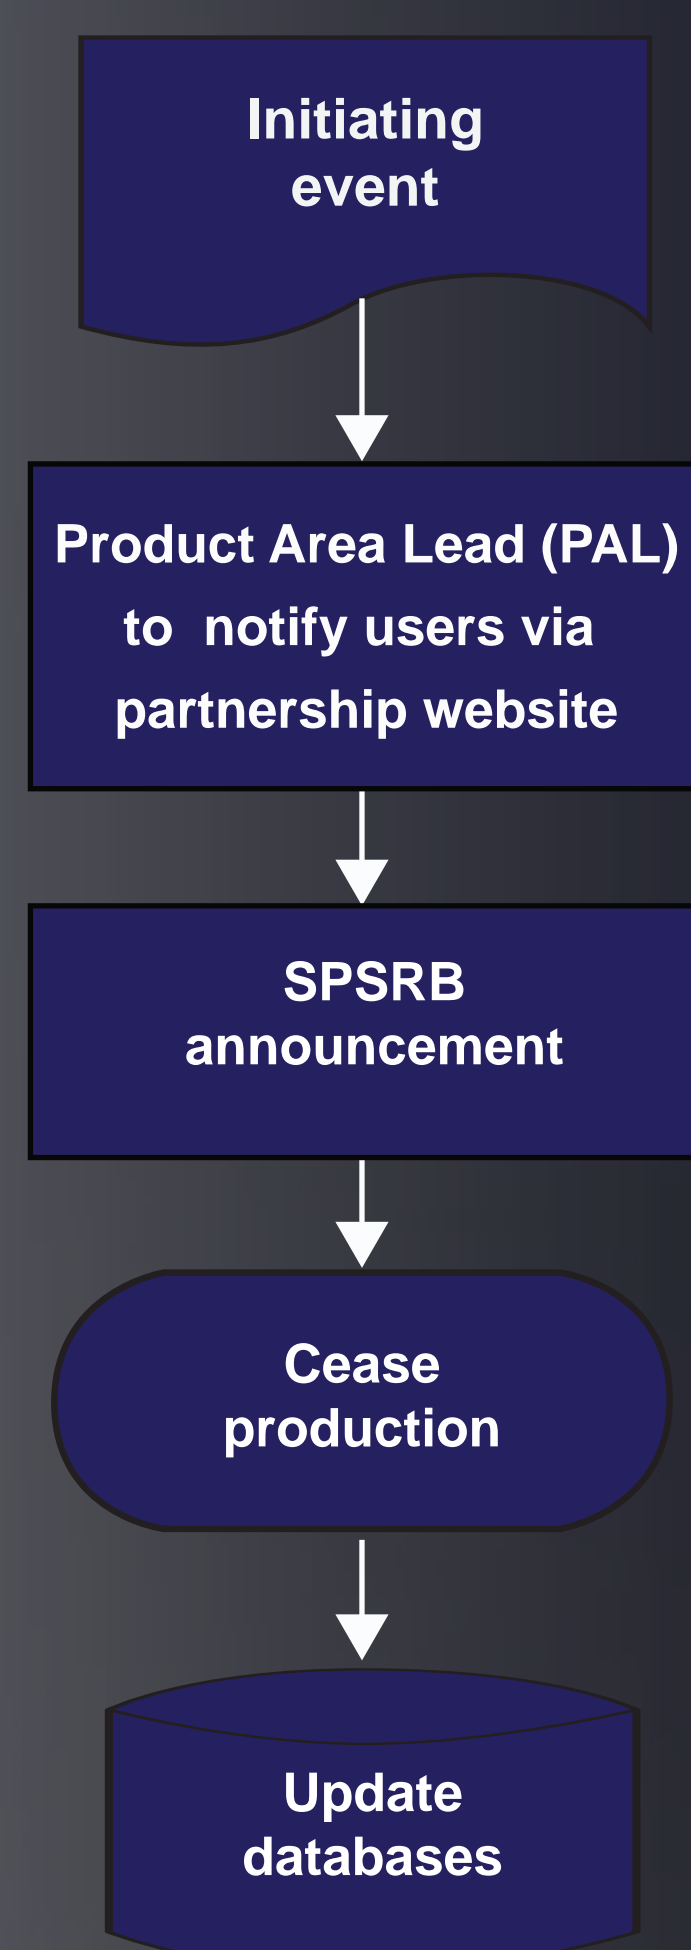 Initiating
event
Product Area Lead (PAL)
to notify users via
partnership website
SPSRB
announcement
Cease
production
Update
databases